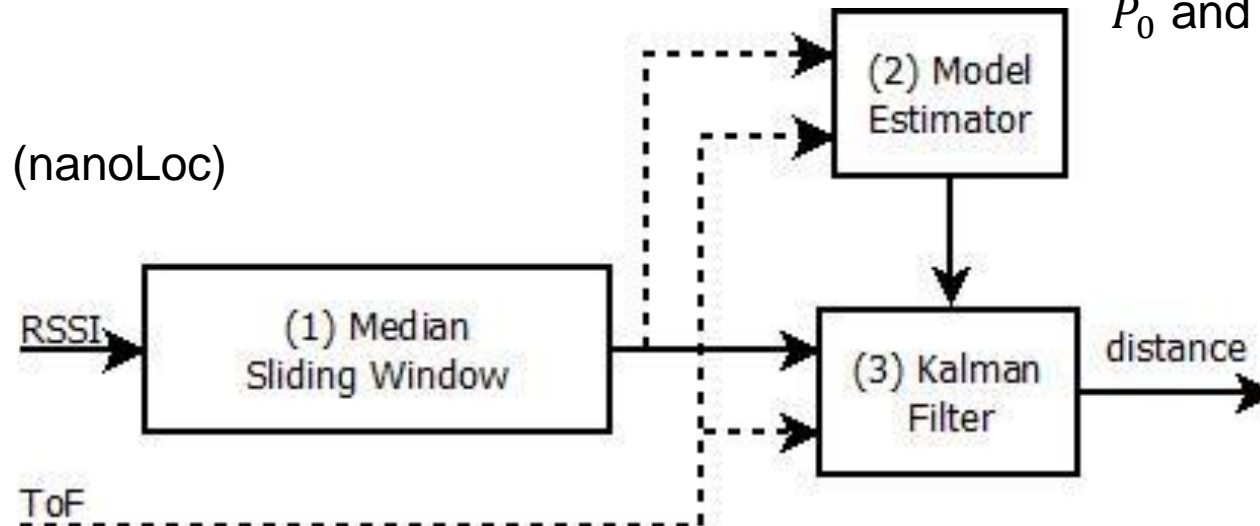 P₀ and
(2) Model
Estimator
(nanoLoc)
RSSI
(1) Median
Sliding Window
(3) Kalman
Filter
distance
ToF